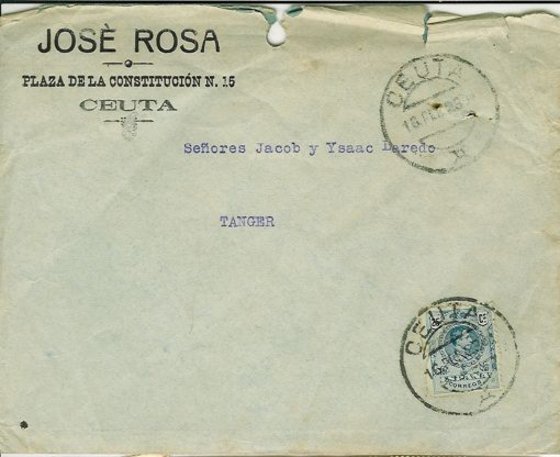 JOSÈ ROSA
PLAZA DE LA CONSTITUCIÓN N. 15
CEUTA
CEUTA
Señores Jacob y Ysaac Laredo
TANGER
CEUTA
CORREOS